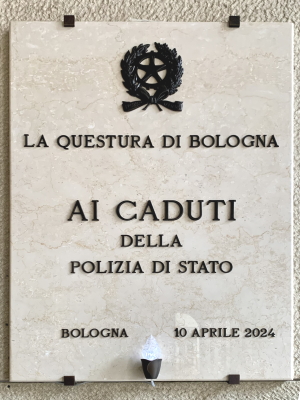 LA QUESTURA DI BOLOGNA
AI CADUTI
DELLA
POLIZIA DI STATO
BOLOGNA 10 APRILE 2024